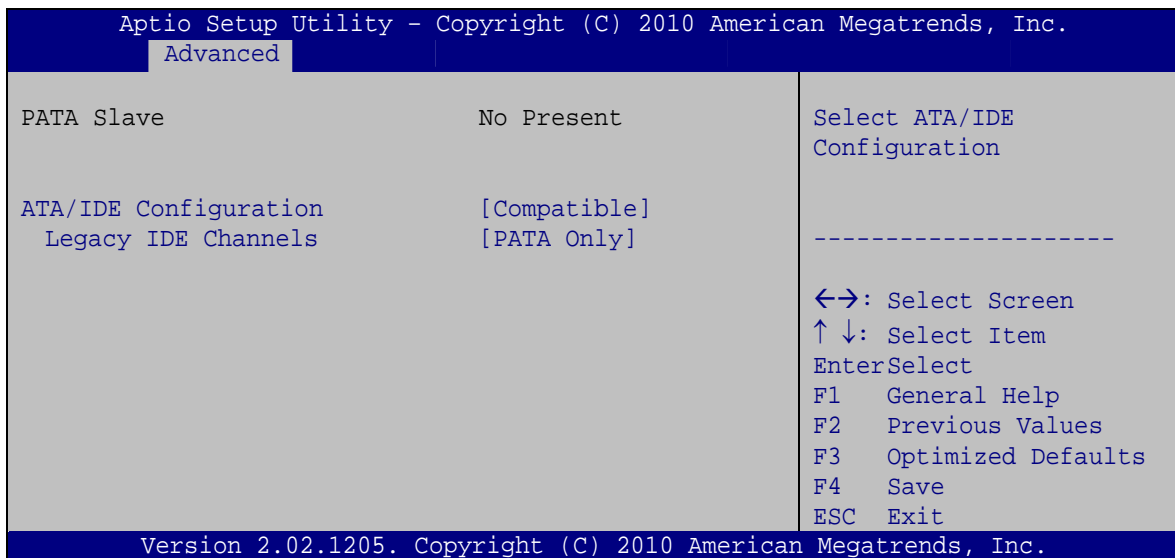 Aptio Setup Utility – Copyright (C) 2010 American Megatrends, Inc.
Advanced
PATA Slave No Present
ATA/IDE Configuration [Compatible]
Legacy IDE Channels [PATA Only]
Select ATA/IDE
Configuration
----------------------
←→: Select Screen
↑ ↓: Select Item
EnterSelect
F1 General Help
F2 Previous Values
F3 Optimized Defaults
F4 Save
ESC Exit
Version 2.02.1205. Copyright (C) 2010 American Megatrends, Inc.